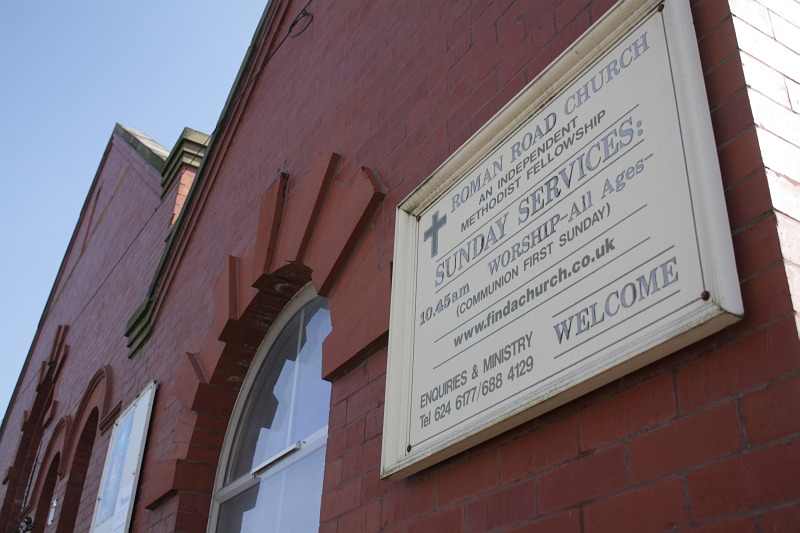 ROMAN ROAD CHURCH
AN INDEPENDENT
METHODIST FELLOWSHIP
SUNDAY SERVICES:
10.45am WORSHIP-All Ages-
(COMMUNION FIRST SUNDAY)
www.findachurch.co.uk
ENQUIRIES & MINISTRY WELCOME
Tel 624 6177/688 4129